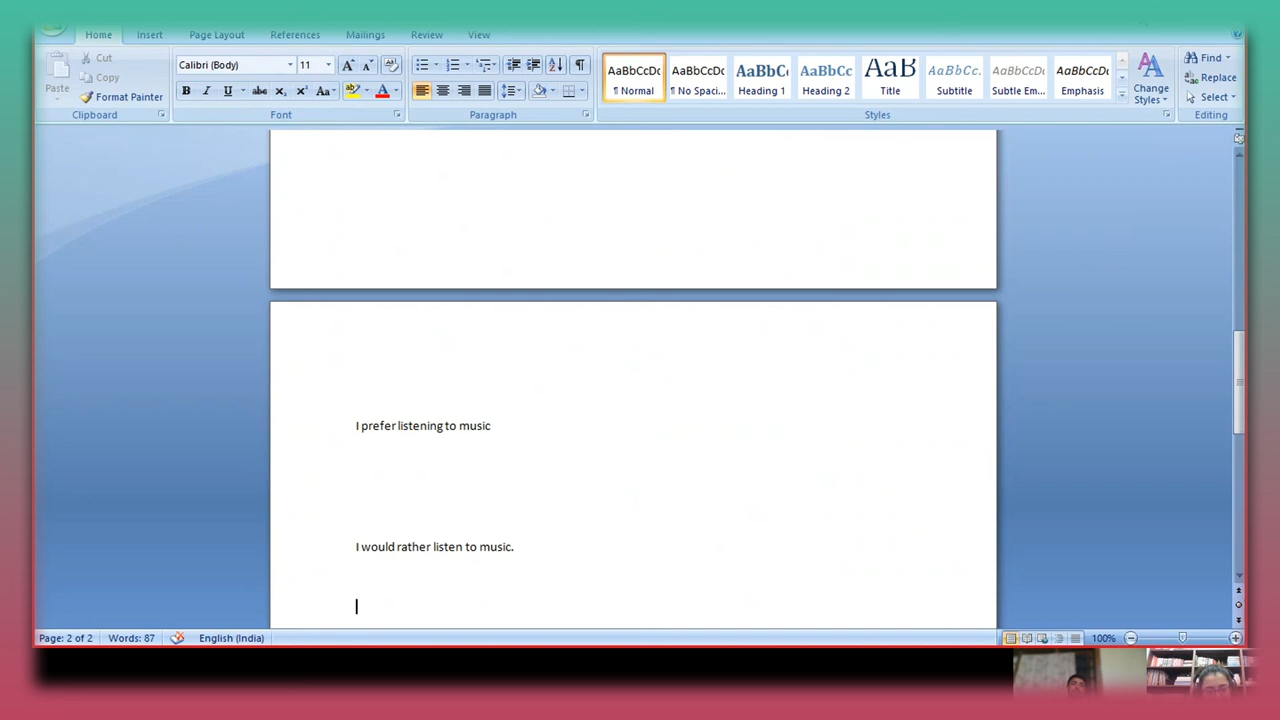 Home Insert Page Layout References Mailings Review View
Cut
Copy
Paste
Format Painter
Clipboard
Calibri (Body) 11
Font
Paragraph
AaBbCcDc AaBbCcDc AaBbC AaBbCc AaB AaBbCc. AaBbCcDc AaBbCcDc
¶ Normal ¶ No Spaci... Heading 1 Heading 2 Title Subtitle Subtle Em... Emphasis
Change Styles
Styles
Find
Replace
Select
Editing
I prefer listening to music
I would rather listen to music.
Page: 2 of 2 Words: 87 English (India) 100%